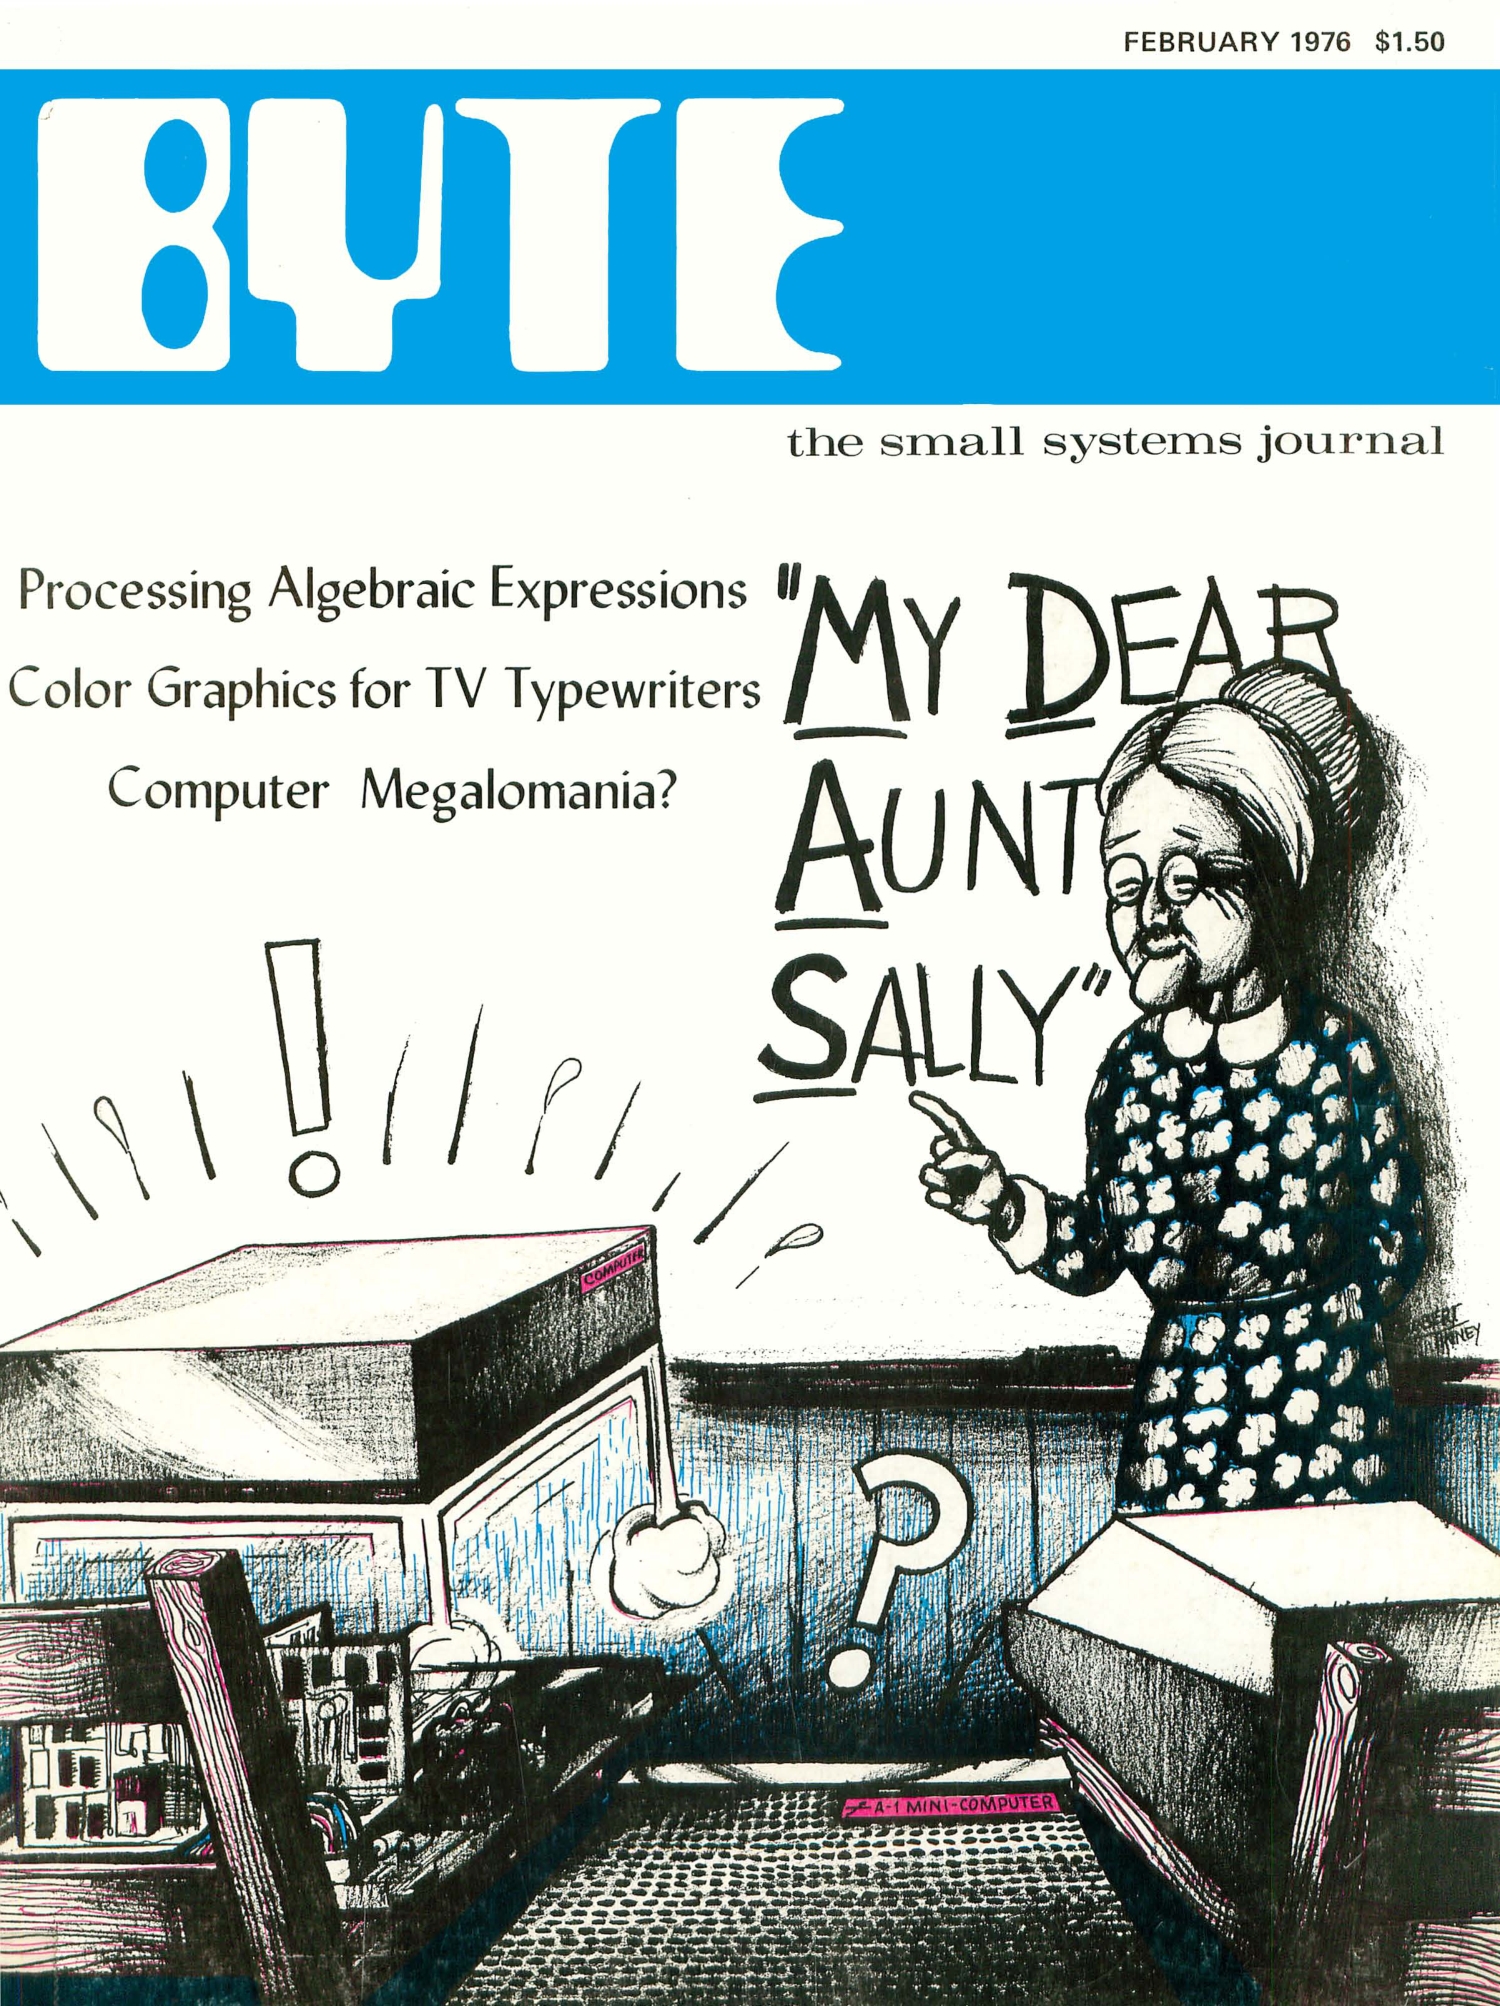 FEBRUARY 1976 $1.50
BYTE
the small systems journal
Processing Algebraic Expressions
Color Graphics for TV Typewriters
Computer Megalomania?
"MY DEAR
AUNT
SALLY"
COMPUTER
A-1 MINI-COMPUTER